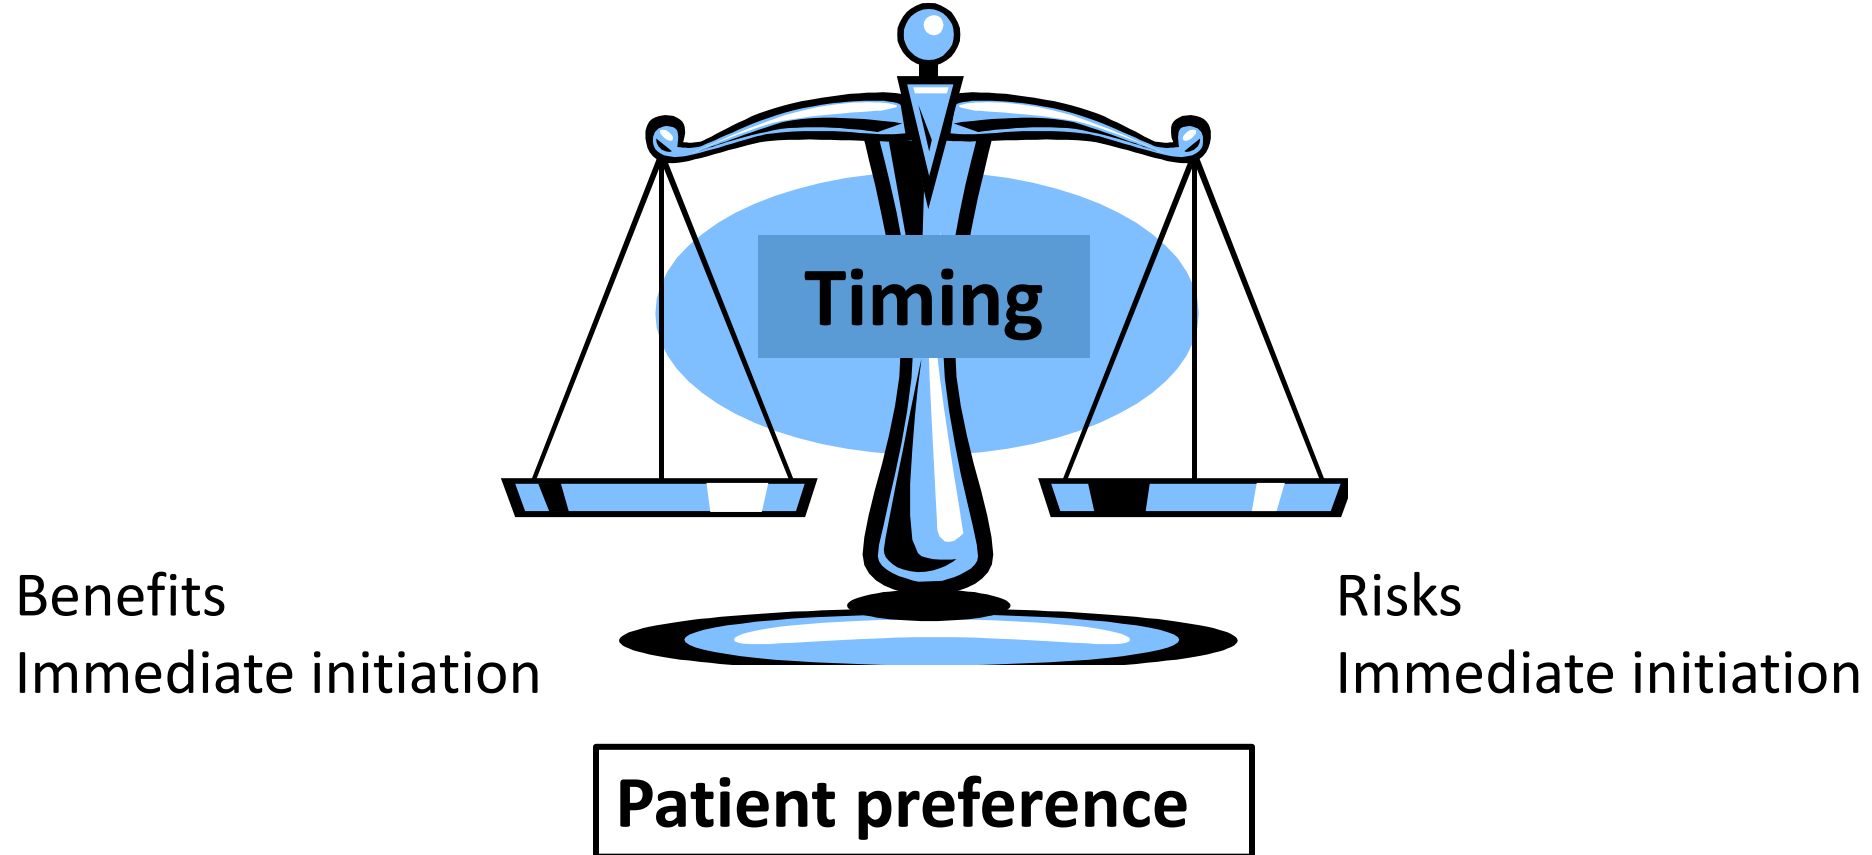 Timing
Benefits
Immediate initiation
Risks
Immediate initiation
Patient preference